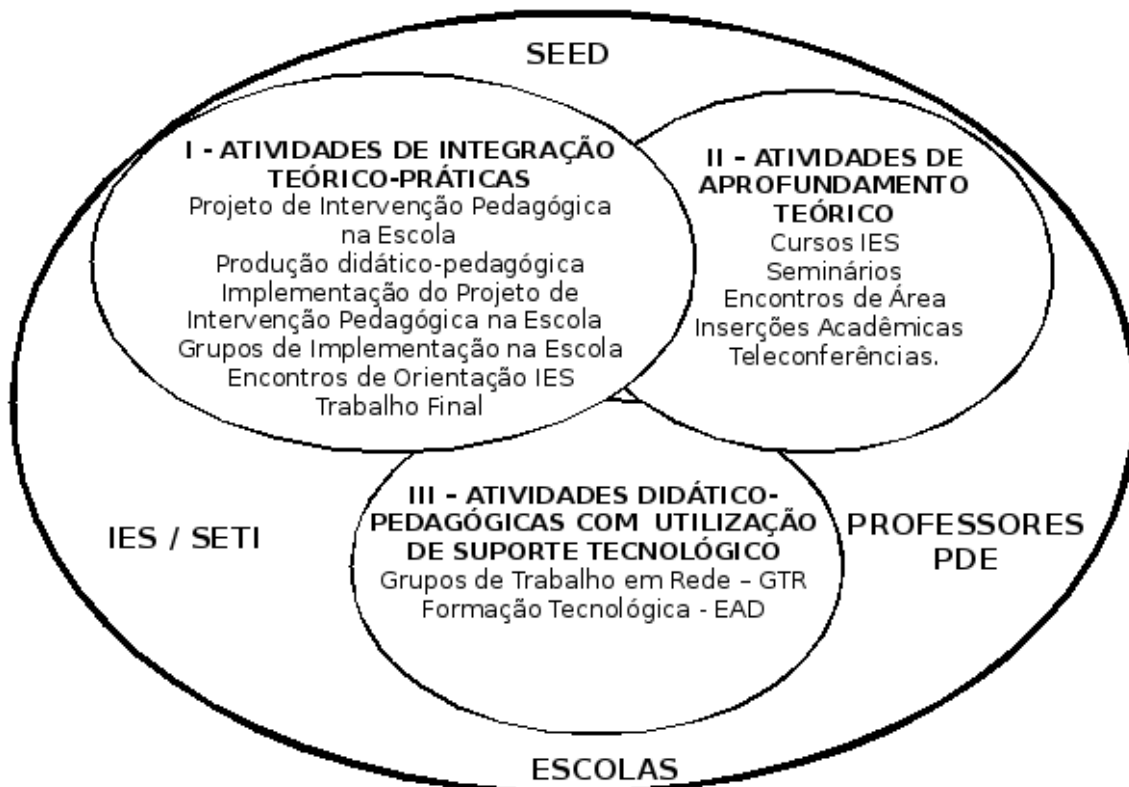 SEED
I - ATIVIDADES DE INTEGRAÇÃO
TEÓRICO-PRÁTICAS
Projeto de Intervenção Pedagógica
na Escola
Produção didático-pedagógica
Implementação do Projeto de
Intervenção Pedagógica na Escola
Grupos de Implementação na Escola
Encontros de Orientação IES
Trabalho Final
II – ATIVIDADES DE
APROFUNDAMENTO
TEÓRICO
Cursos IES
Seminários
Encontros de Área
Inserções Acadêmicas
Teleconferências.
III – ATIVIDADES DIDÁTICO-
PEDAGÓGICAS COM UTILIZAÇÃO
DE SUPORTE TECNOLÓGICO
Grupos de Trabalho em Rede – GTR
Formação Tecnológica - EAD
IES / SETI
PROFESSORES
PDE
ESCOLAS